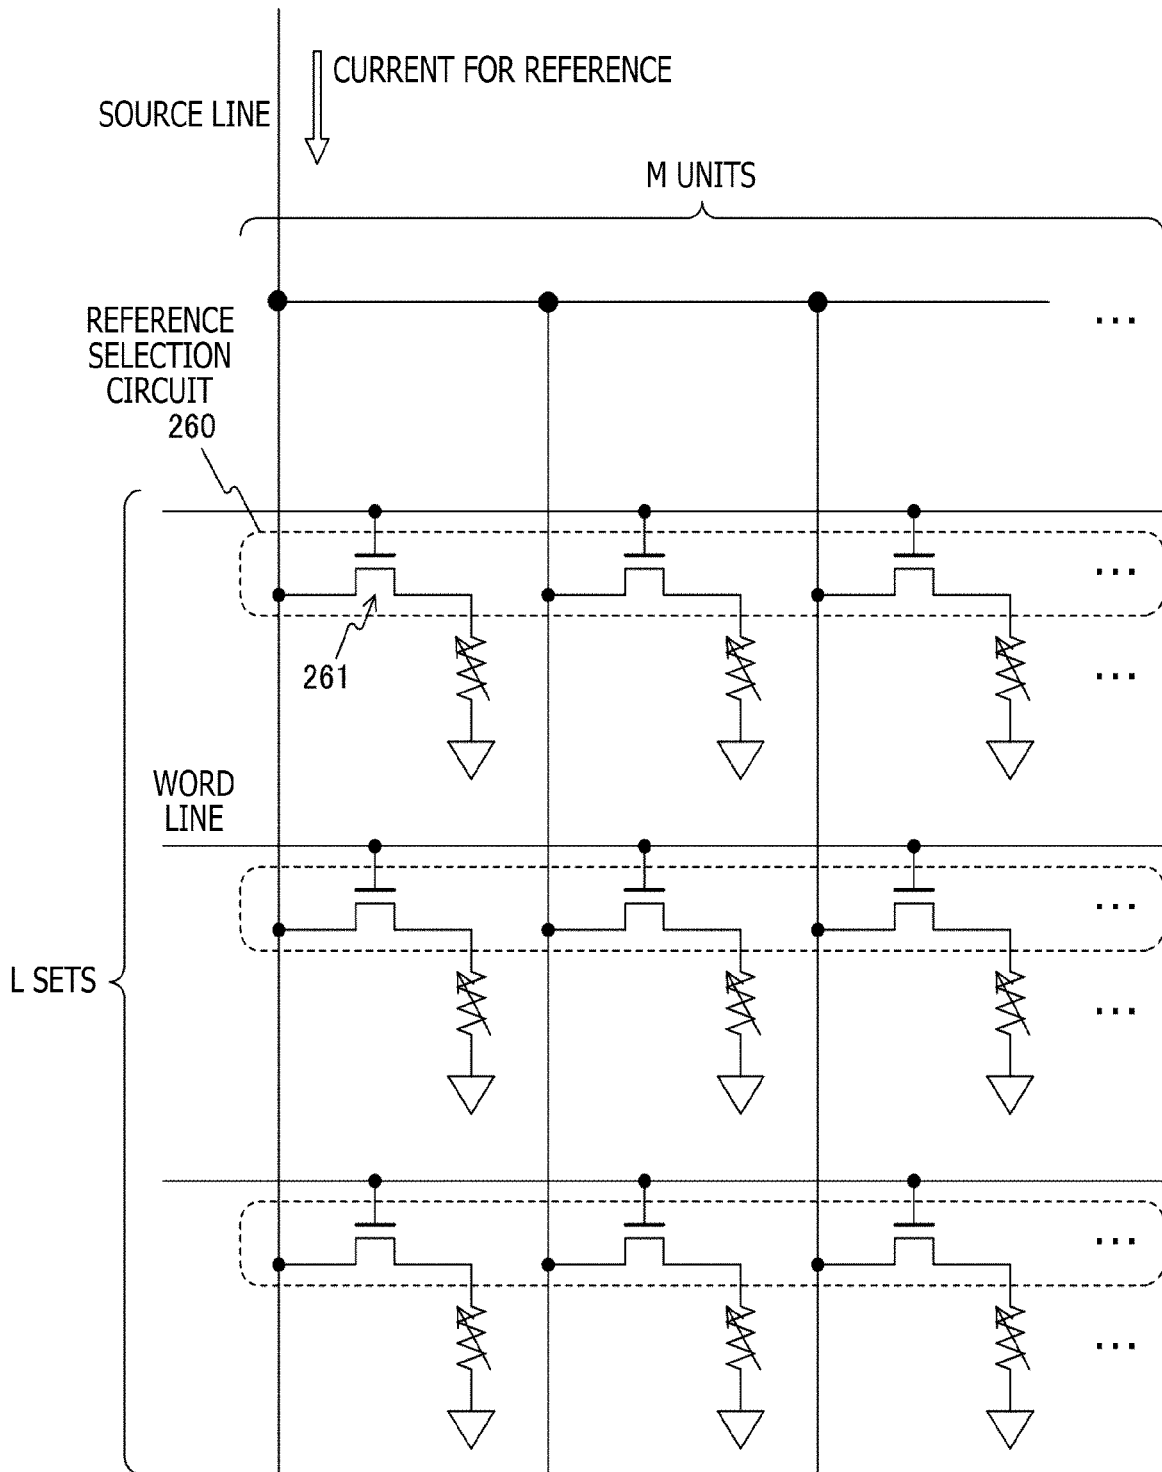 CURRENT FOR REFERENCE
SOURCE LINE
M UNITS
REFERENCE
SELECTION
CIRCUIT
260
...
...
261
...
WORD
LINE
...
L SETS
...
...
...